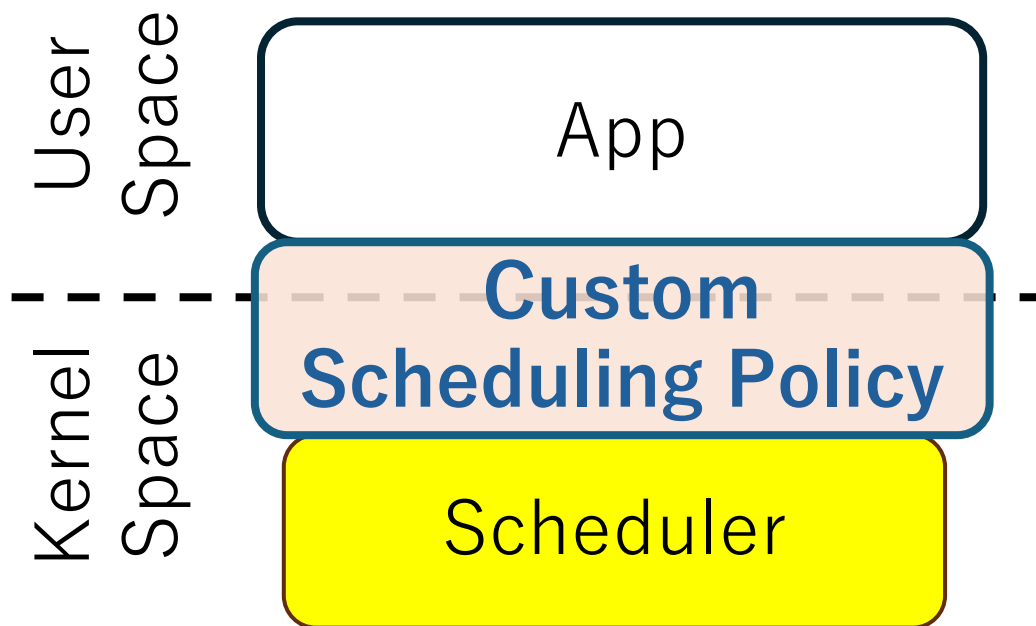 User
Space
App
Custom
Scheduling Policy
Kernel
Space
Scheduler